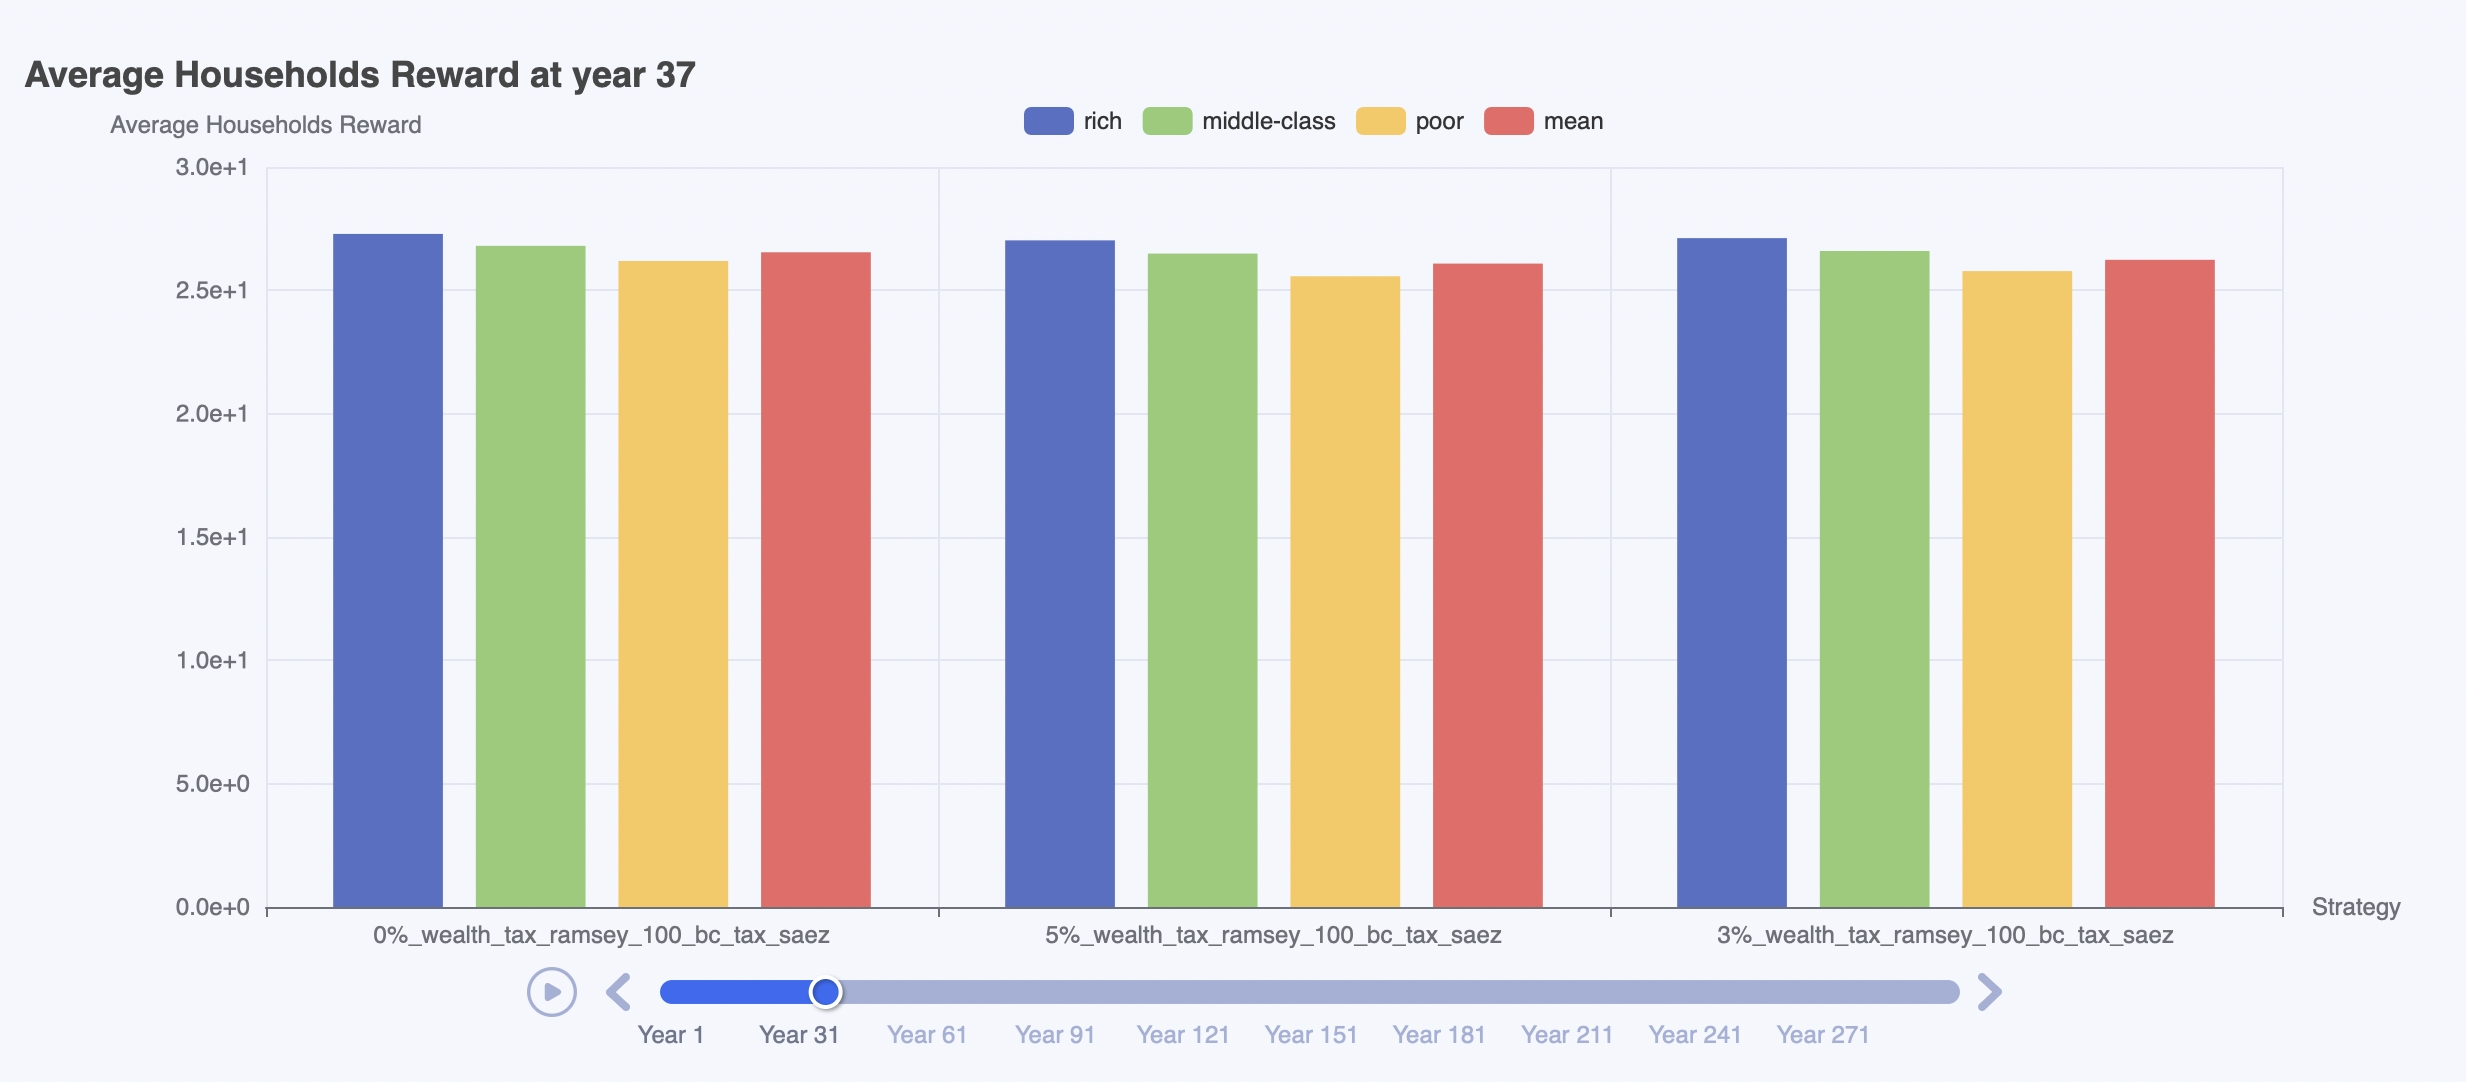 Average Households Reward at year 37
Average Households Reward
rich middle-class poor mean
3.0e+1
2.5e+1
2.0e+1
1.5e+1
1.0e+1
5.0e+0
0.0e+0
Strategy
0%_wealth_tax_ramsey_100_bc_tax_saez 5%_wealth_tax_ramsey_100_bc_tax_saez 3%_wealth_tax_ramsey_100_bc_tax_saez
Year 1 Year 31 Year 61 Year 91 Year 121 Year 151 Year 181 Year 211 Year 241 Year 271